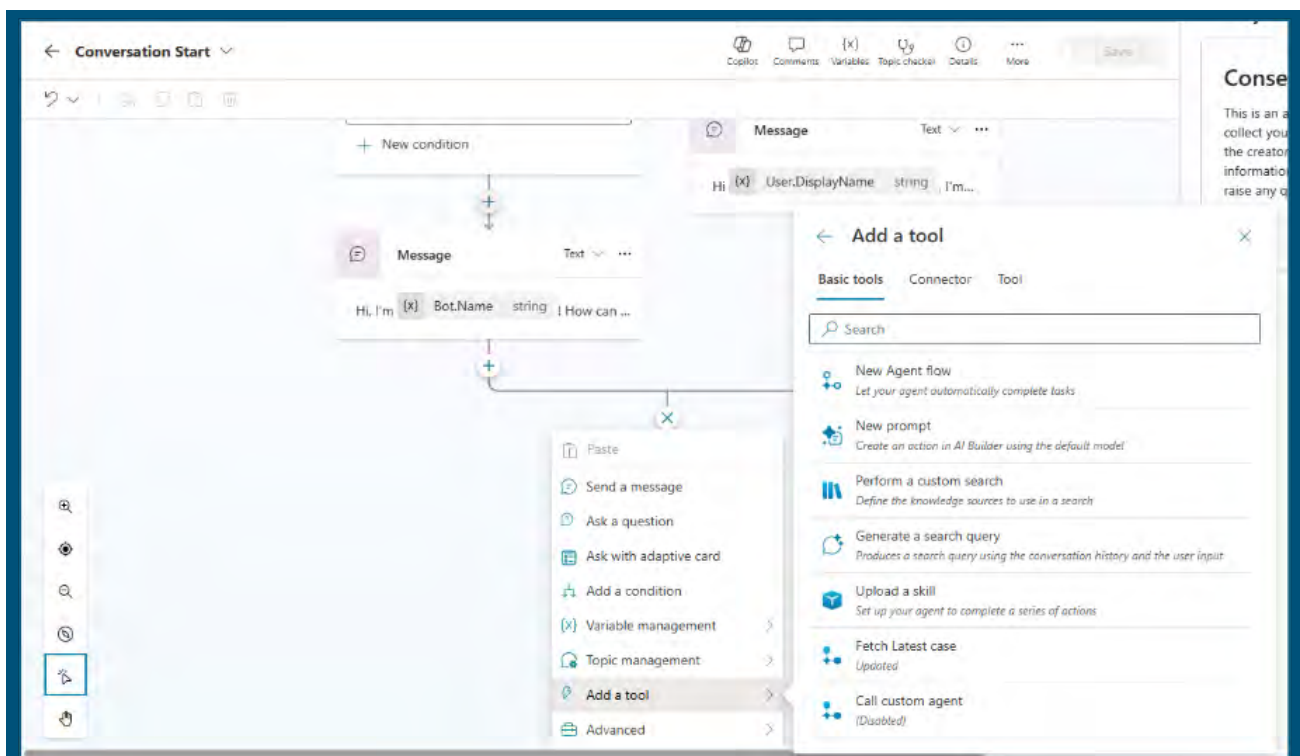 Conversation Start
Copilot
Comments
Variables
Topic checker
Details
More
Save
Conse
This is an a
collect you
the creator
informatio
raise any q
New condition
Message
Text
Hi {x} User.DisplayName string , I'm...
Message
Text
Hi, I'm {x} Bot.Name string ! How can ...
Paste
Send a message
Ask a question
Ask with adaptive card
Add a condition
{x} Variable management
Topic management
Add a tool
Advanced
Add a tool
Basic tools
Connector
Tool
Search
New Agent flow
Let your agent automatically complete tasks
New prompt
Create an action in AI Builder using the default model
Perform a custom search
Define the knowledge sources to use in a search
Generate a search query
Produces a search query using the conversation history and the user input
Upload a skill
Set up your agent to complete a series of actions
Fetch Latest case
Updated
Call custom agent
(Disabled)